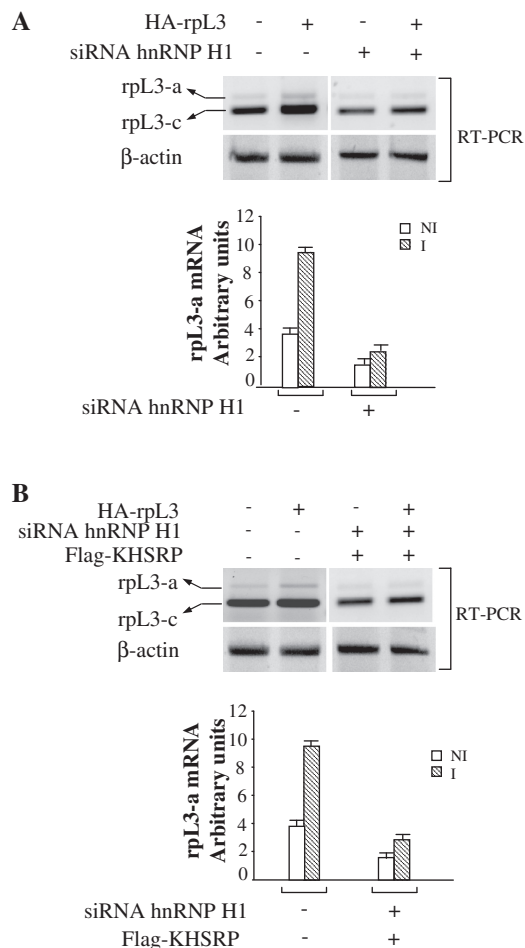 A
HA-rpL3 - + - +
siRNA hnRNP H1 - - + +
rpL3-a
rpL3-c
β-actin
RT-PCR
rpL3-a mRNA
Arbitrary units
12
10
8
6
4
2
0
NI
I
siRNA hnRNP H1 - +
B
HA-rpL3 - + - +
siRNA hnRNP H1 - - + +
Flag-KHSRP - - + +
rpL3-a
rpL3-c
β-actin
RT-PCR
rpL3-a mRNA
Arbitrary units
12
10
8
6
4
2
0
NI
I
siRNA hnRNP H1 - +
Flag-KHSRP - +